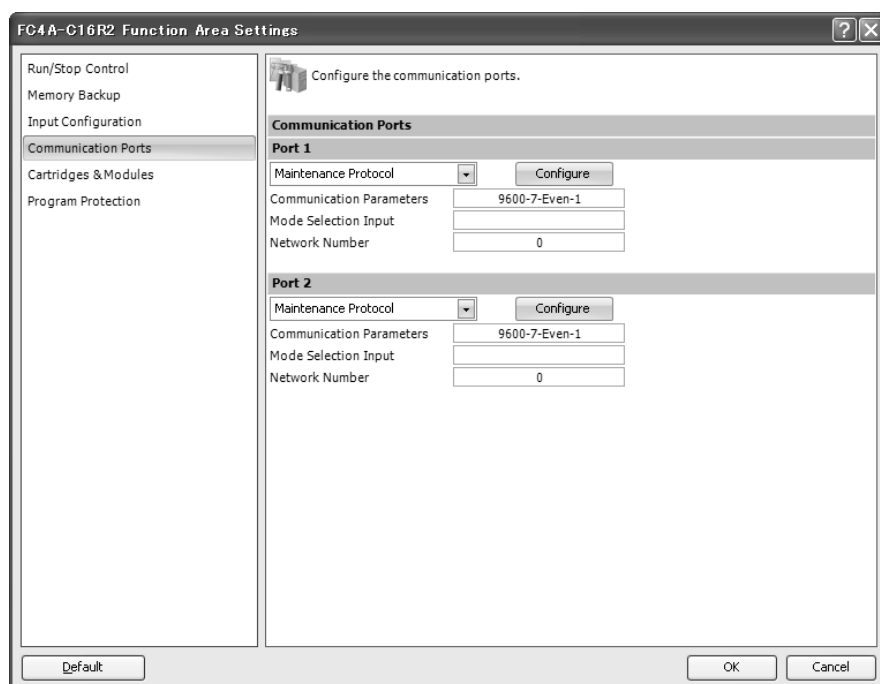 FC4A-C16R2 Function Area Settings
Run/Stop Control
Memory Backup
Input Configuration
Communication Ports
Cartridges & Modules
Program Protection
Configure the communication ports.
Communication Ports
Port 1
Maintenance Protocol Configure
Communication Parameters 9600-7-Even-1
Mode Selection Input
Network Number 0
Port 2
Maintenance Protocol Configure
Communication Parameters 9600-7-Even-1
Mode Selection Input
Network Number 0
Default OK Cancel